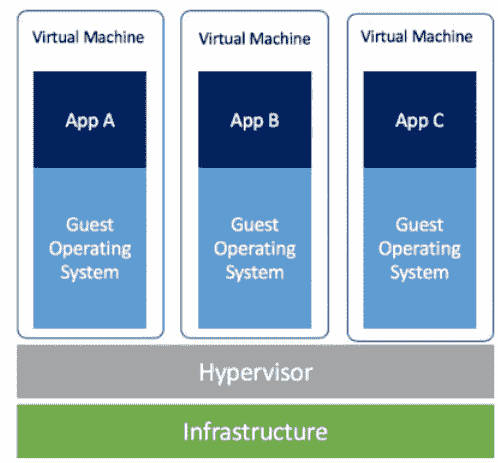 Virtual Machine
App A
Guest
Operating
System
Virtual Machine
App B
Guest
Operating
System
Virtual Machine
App C
Guest
Operating
System
Hypervisor
Infrastructure